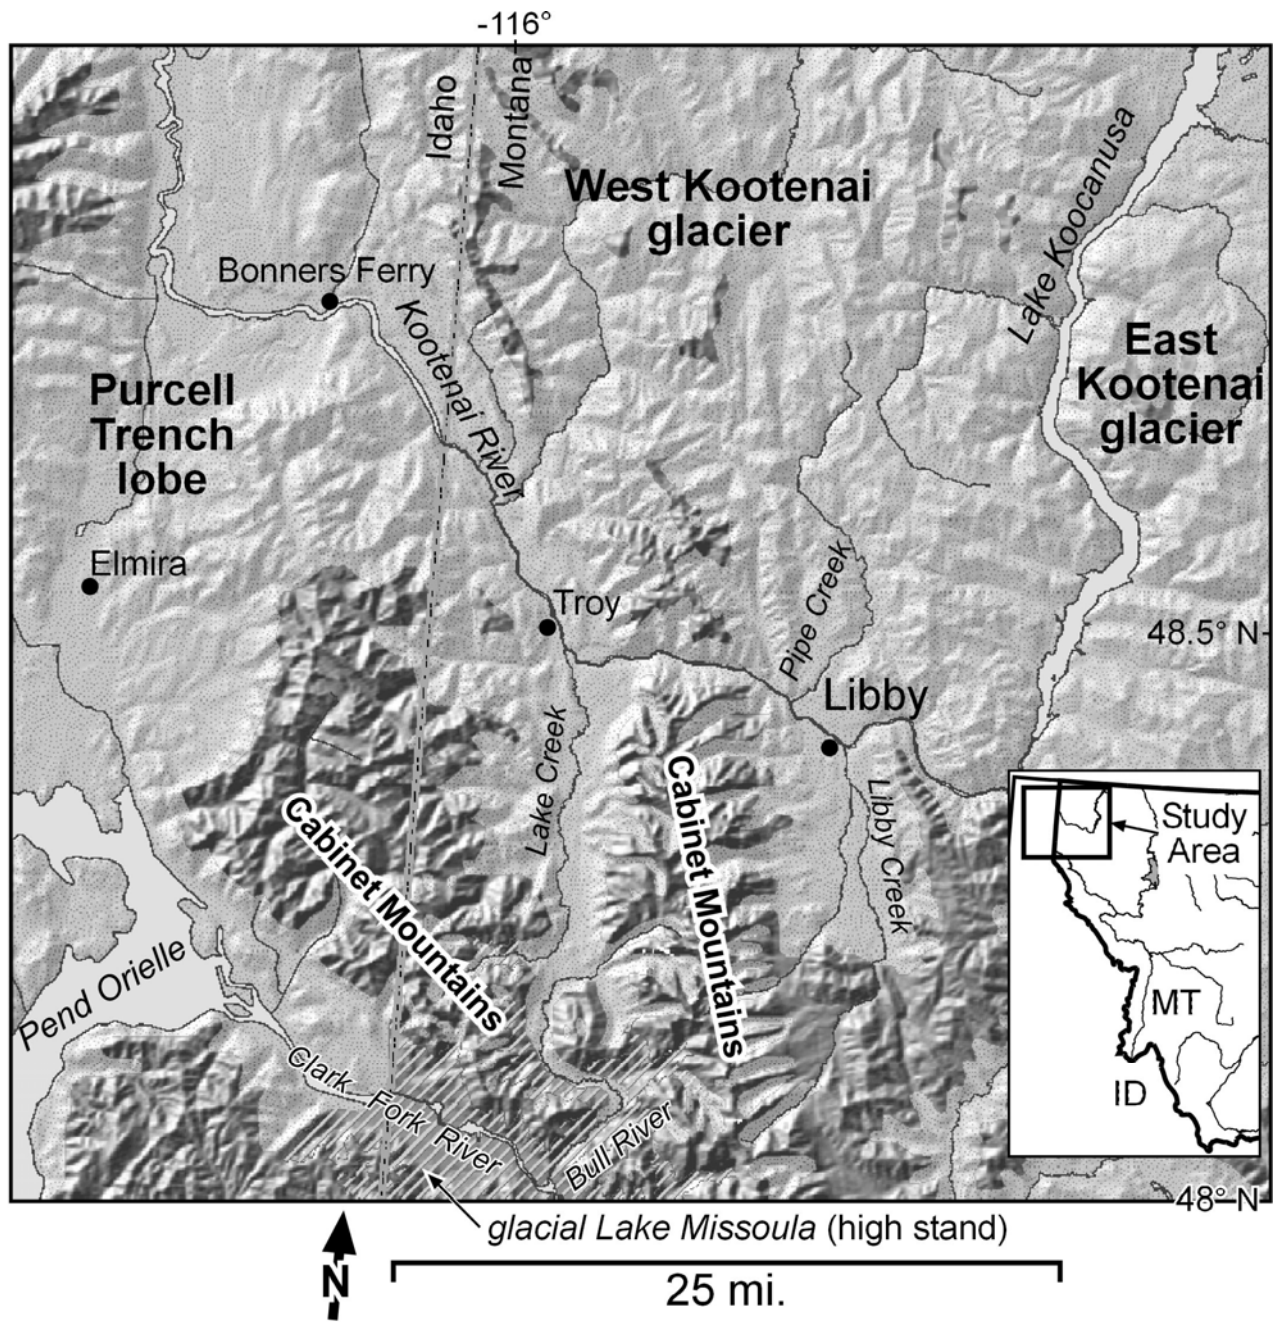 -116°
Idaho
Montana
West Kootenai
glacier
Lake Koocanusa
Bonners Ferry
Kootenai River
East
Kootenai
glacier
Purcell
Trench
lobe
Elmira
Troy
Pipe Creek
48.5° N
Libby
Lake Creek
Cabinet Mountains
Cabinet Mountains
Libby Creek
Study
Area
MT
ID
Pend Orielle
Clark Fork River
Bull River
48° N
glacial Lake Missoula (high stand)
N
25 mi.